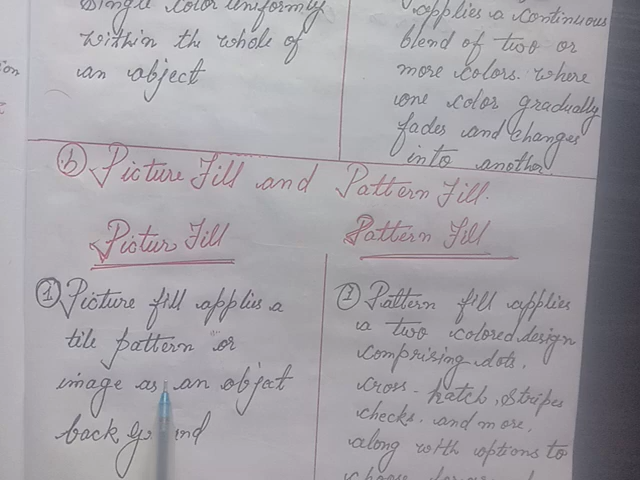 single color uniformly
within the whole of
an object
applies a continuous
blend of two or
more colors. where
one color gradually
fades and changes
into another
(b) Picture Fill and Pattern Fill.
Pictur Fill
① Picture fill applies a
tile pattern or
image as an object
back ground
Pattern Fill
① Pattern fill applies
a two colored design
comprising dots,
cross-hatch, stripes
checks, and more,
along with options to